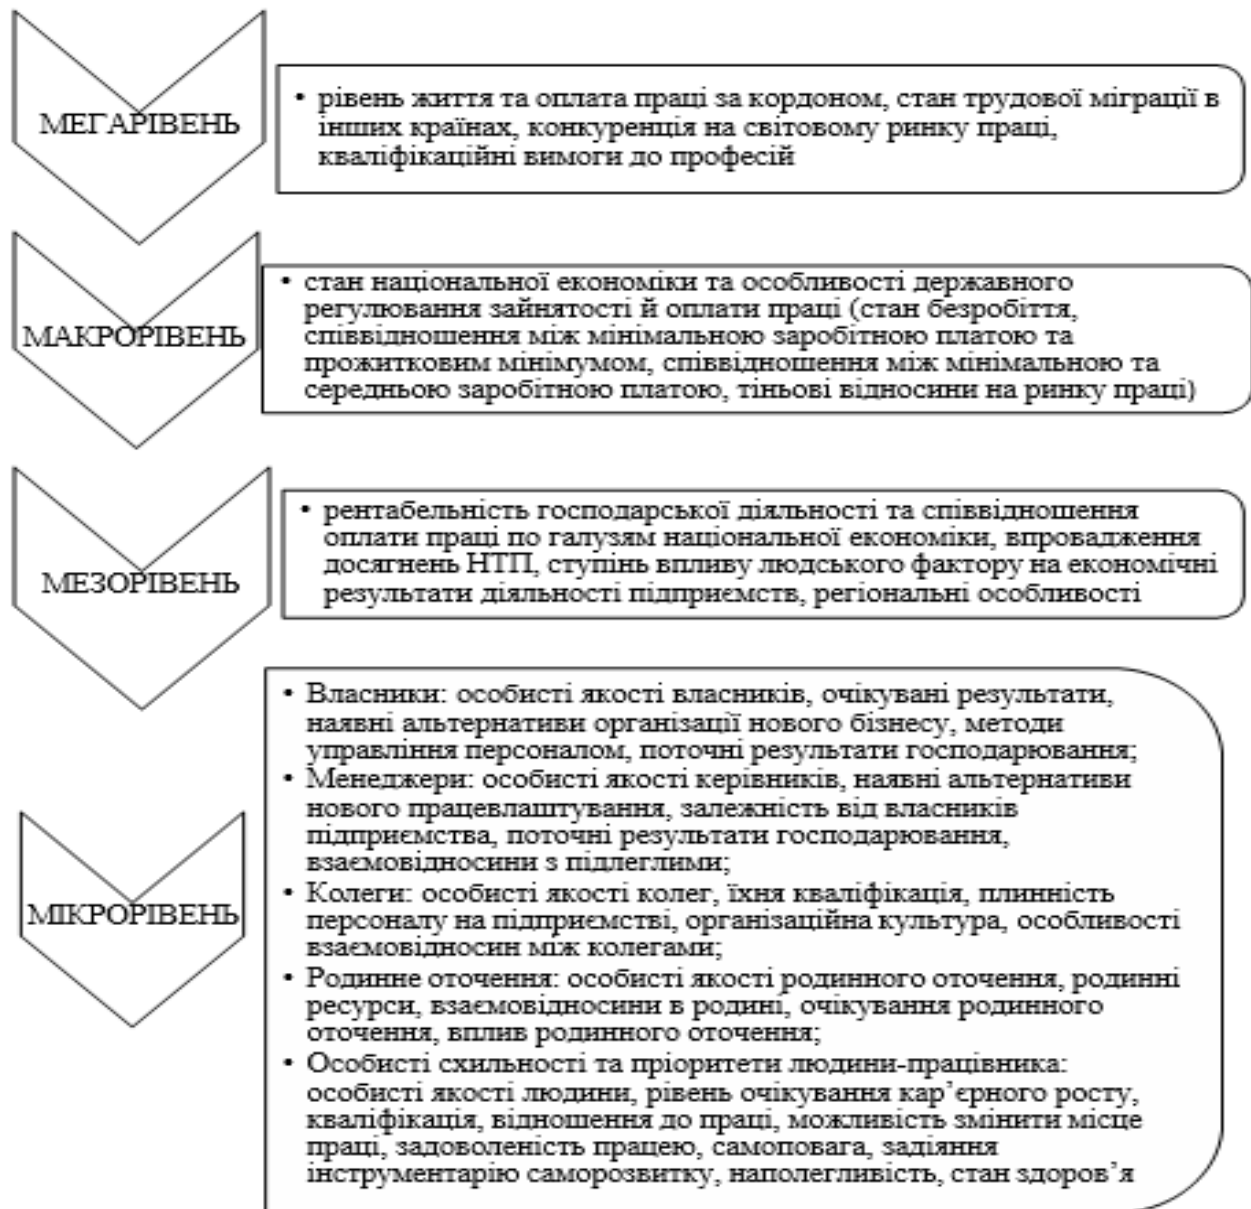 МЕГАРІВЕНЬ
• рівень життя та оплата праці за кордоном, стан трудової міграції в
інших країнах, конкуренція на світовому ринку праці,
кваліфікаційні вимоги до професій
МАКРОРІВЕНЬ
• стан національної економіки та особливості державного
регулювання зайнятості й оплати праці (стан безробіття,
співвідношення між мінімальною заробітною платою та
прожитковим мінімумом, співвідношення між мінімальною та
середньою заробітною платою, тіньові відносини на ринку праці)
МЕЗОРІВЕНЬ
• рентабельність господарської діяльності та співвідношення
оплати праці по галузям національної економіки, впровадження
досягнень НТП, ступінь впливу людського фактору на економічні
результати діяльності підприємств, регіональні особливості
МІКРОРІВЕНЬ
• Власники: особисті якості власників, очікувані результати,
наявні альтернативи організації нового бізнесу, методи
управління персоналом, поточні результати господарювання;
• Менеджери: особисті якості керівників, наявні альтернативи
нового працевлаштування, залежність від власників
підприємства, поточні результати господарювання,
взаємовідносини з підлеглими;
• Колеги: особисті якості колег, їхня кваліфікація, плинність
персоналу на підприємстві, організаційна культура, особливості
взаємовідносин між колегами;
• Родинне оточення: особисті якості родинного оточення, родинні
ресурси, взаємовідносини в родині, очікування родинного
оточення, вплив родинного оточення;
• Особисті схильності та пріоритети людини-працівника:
особисті якості людини, рівень очікування кар’єрного росту,
кваліфікація, відношення до праці, можливість змінити місце
праці, задоволеність працею, самоповага, задіяння
інструментарію саморозвитку, наполегливість, стан здоров’я